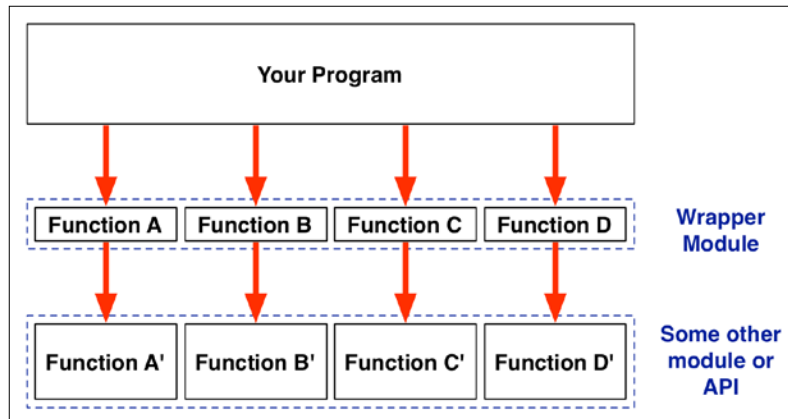 Your Program
Function A
Function B
Function C
Function D
Wrapper
Module
Function A'
Function B'
Function C'
Function D'
Some other
module or
API